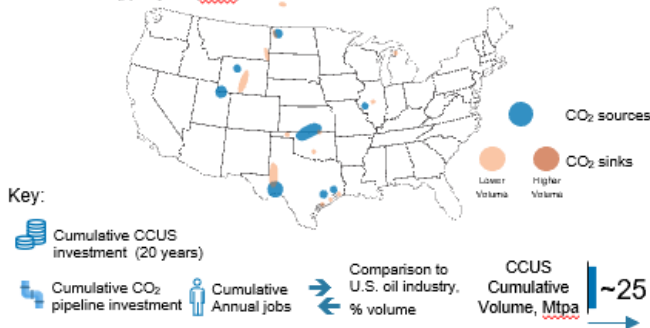 CO₂ sources
CO₂ sinks
Lower
Volume
Higher
Volume
Key:
Cumulative CCUS
investment (20 years)
Cumulative CO₂
pipeline investment
Cumulative
Annual jobs
Comparison to
U.S. oil industry,
% volume
CCUS
Cumulative
Volume, Mtpa
~25